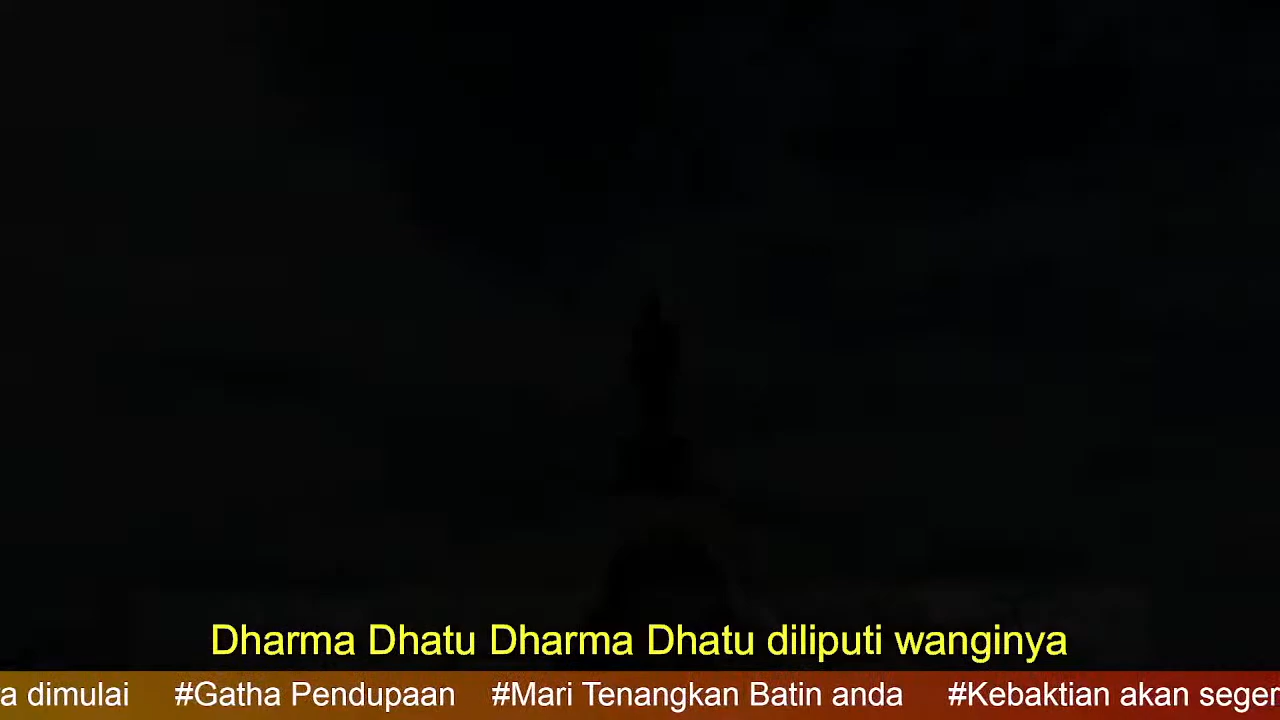 Dharma Dhatu Dharma Dhatu diliputi wanginya
a dimulai #Gatha Pendupaan #Mari Tenangkan Batin anda #Kebaktian akan seger